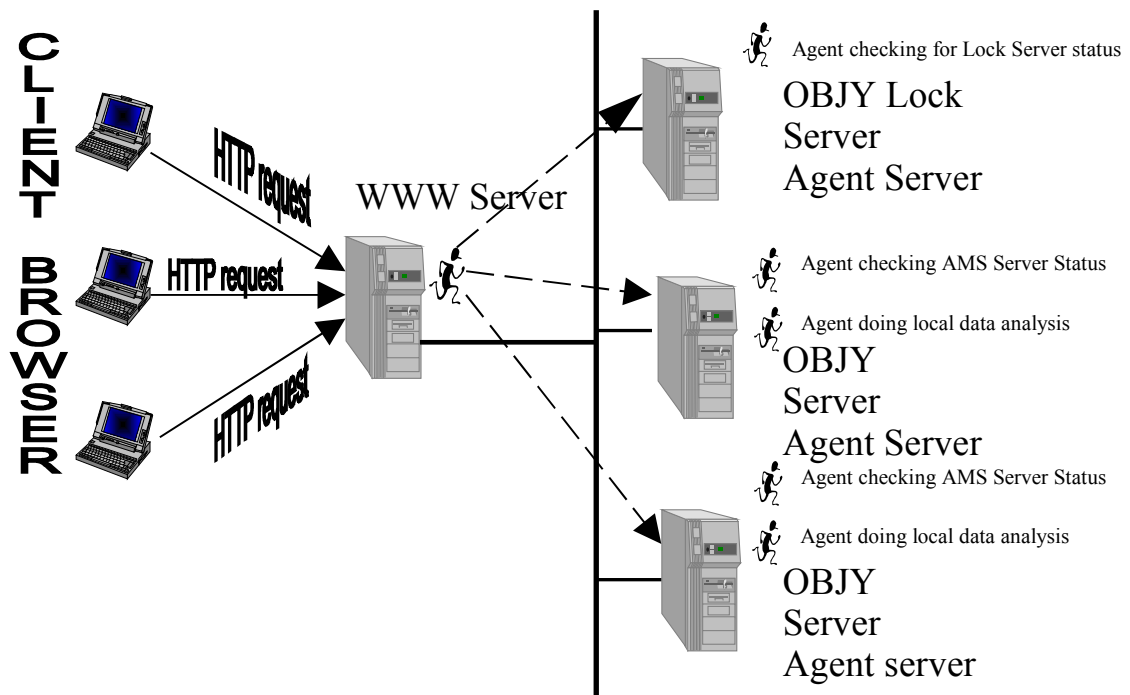 CLIENT BROWSER
HTTP request
HTTP request
HTTP request
WWW Server
Agent checking for Lock Server status
OBJY Lock
Server
Agent Server
Agent checking AMS Server Status
Agent doing local data analysis
OBJY
Server
Agent Server
Agent checking AMS Server Status
Agent doing local data analysis
OBJY
Server
Agent server